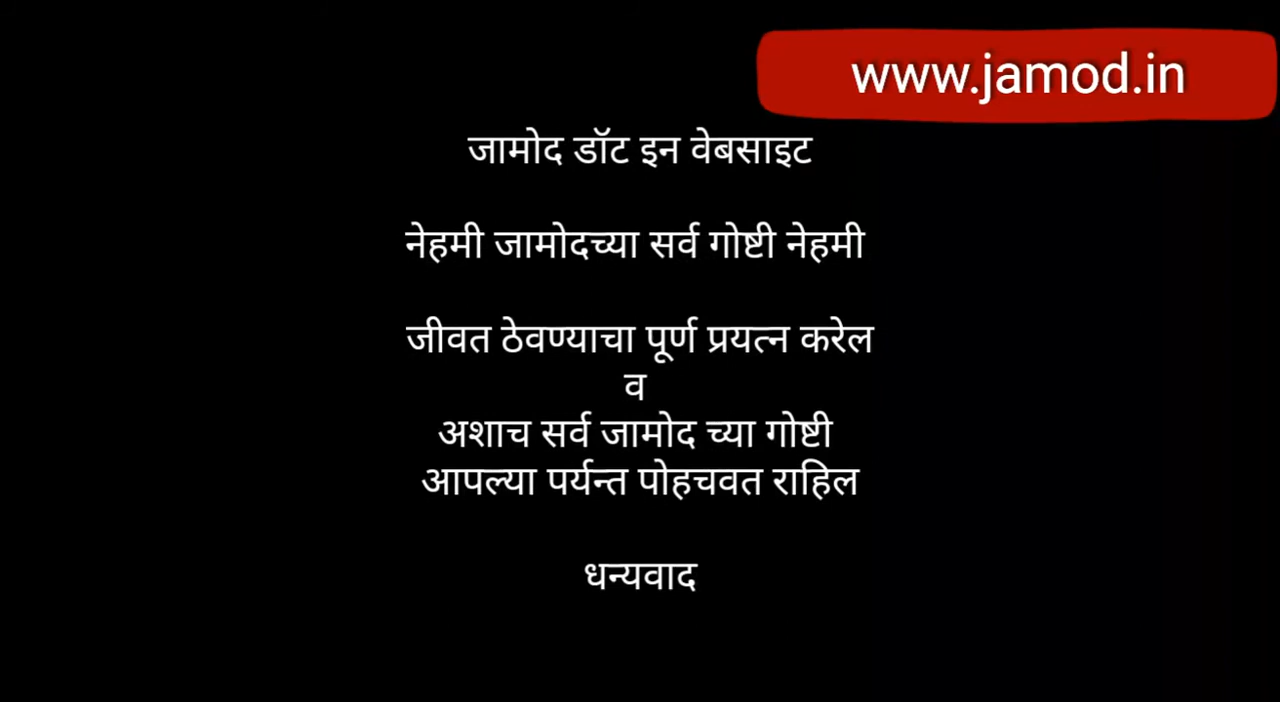 www.jamod.in
जामोद डॉट इन वेबसाइट
नेहमी जामोदच्या सर्व गोष्टी नेहमी
जीवत ठेवण्याचा पूर्ण प्रयत्न करेल
व
अशाच सर्व जामोद च्या गोष्टी
आपल्या पर्यन्त पोहचवत राहिल
धन्यवाद